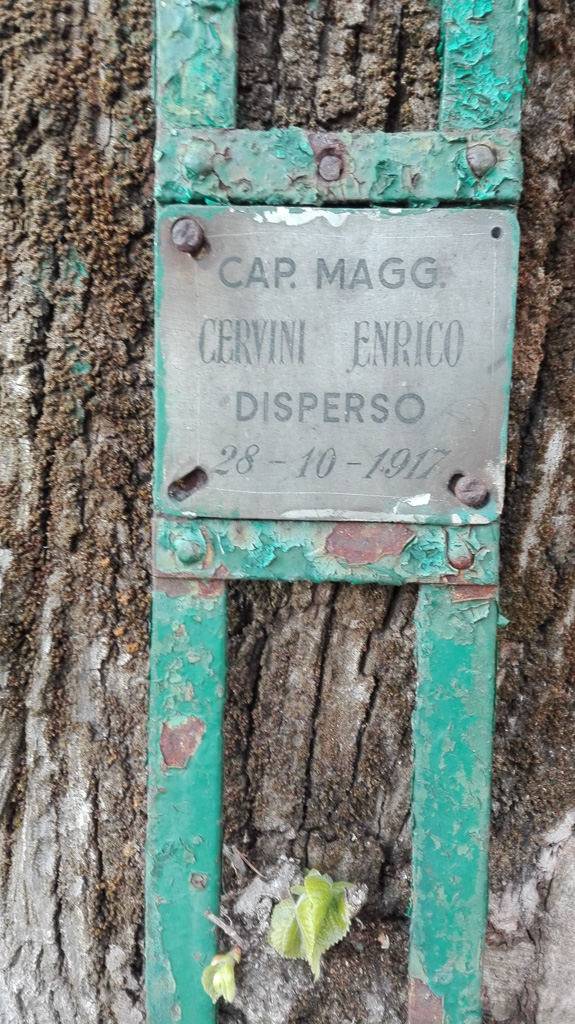 CAP. MAGG.
CERVINI ENRICO
DISPERSO
28-10-1917